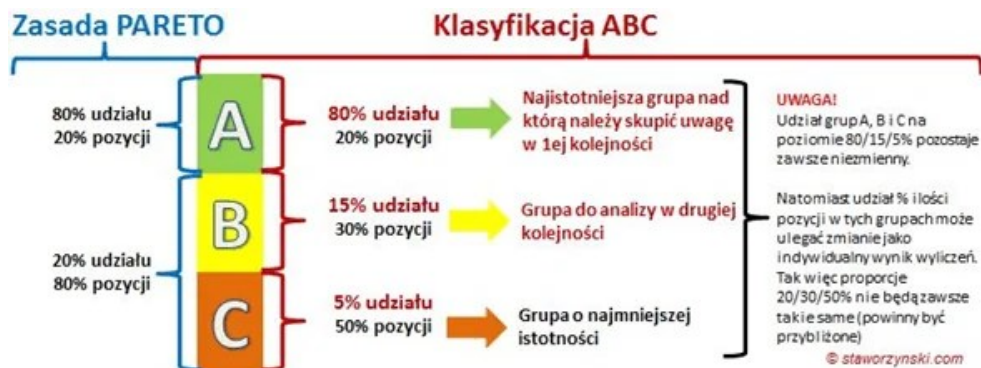 Zasada PARETO
Klasyfikacja ABC
80% udziału
20% pozycji
20% udziału
80% pozycji
A
B
C
80% udziału
20% pozycji
Najistotniejsza grupa nad
którą należy skupić uwagę
w 1ej kolejności
15% udziału
30% pozycji
Grupa do analizy w drugiej
kolejności
5% udziału
50% pozycji
Grupa o najmniejszej
istotności
UWAGA!
Udział grup A, B i C na
poziomie 80/15/5% pozostaje
zawsze niezmienny.
Natomiast udział % i ilości
pozycji w tych grupach może
ulegać zmianie jako
indywidualny wynik wyliczeń.
Tak więc proporcje
20/30/50% nie będą zawsze
takie same (powinny być
przybliżone)
© staworzynski.com